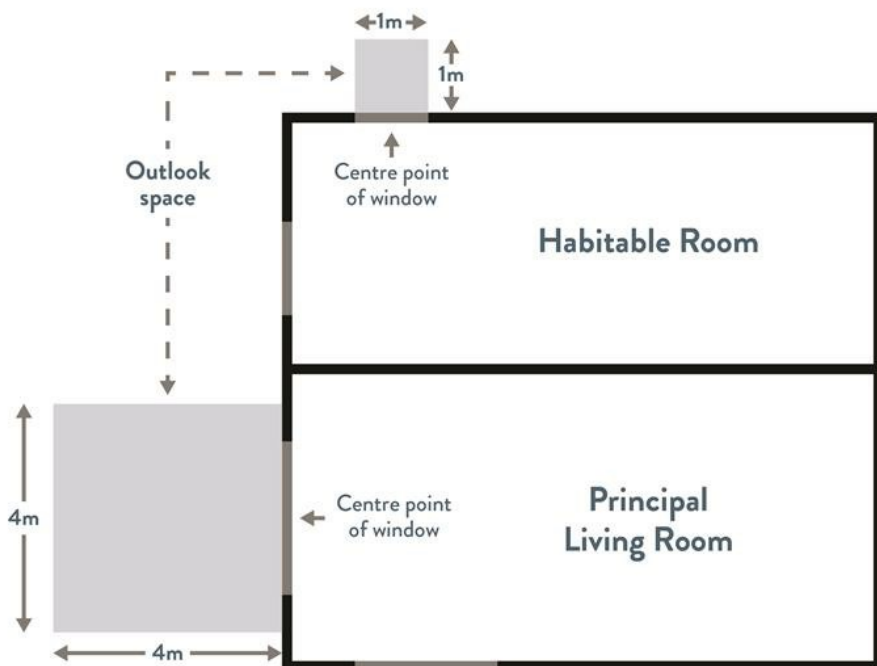 1m
1m
Outlook
space
Centre point
of window
Habitable Room
4m
Centre point
of window
Principal
Living Room
4m